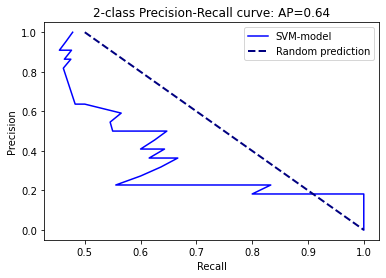 2-class Precision-Recall curve: AP=0.64
SVM-model
Random prediction
Precision
1.0
0.8
0.6
0.4
0.2
0.0
0.5
0.6
0.7
0.8
0.9
1.0
Recall